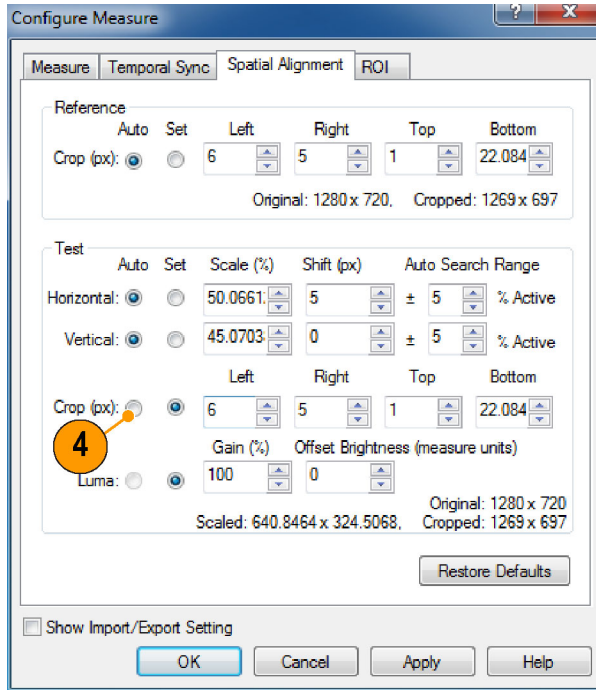 Configure Measure ? X
Measure Temporal Sync Spatial Alignment ROI
Reference
Auto Set Left Right Top Bottom
Crop (px): 6 5 1 22.084
Original: 1280 x 720, Cropped: 1269 x 697
Test
Auto Set Scale (%) Shift (px) Auto Search Range
Horizontal: 50.0661 5 ± 5 % Active
Vertical: 45.0703 0 ± 5 % Active
Left Right Top Bottom
Crop (px): 6 5 1 22.084
4
Gain (%) Offset Brightness (measure units)
Luma: 100 0
Original: 1280 x 720
Scaled: 640.8464 x 324.5068, Cropped: 1269 x 697
Restore Defaults
Show Import/Export Setting
OK Cancel Apply Help